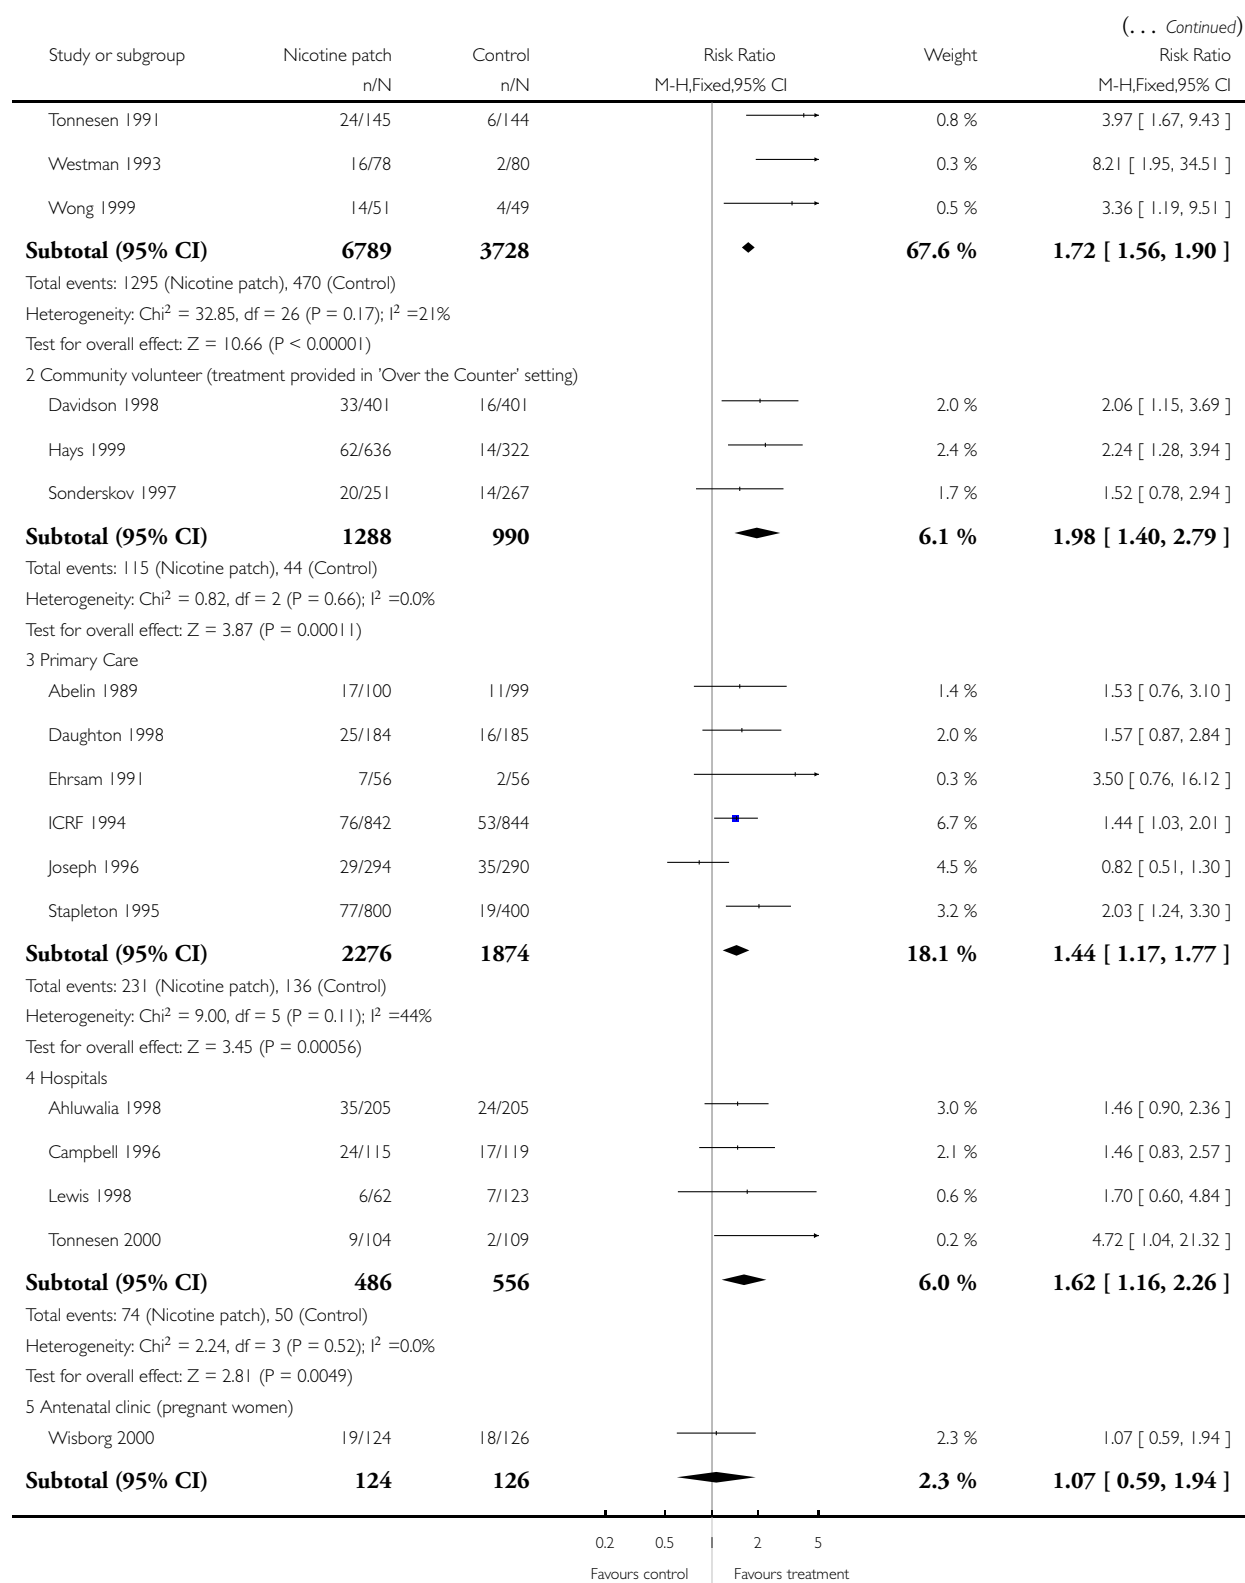 (... Continued)
Study or subgroup Nicotine patch Control Risk Ratio Weight Risk Ratio
n/N n/N M-H,Fixed,95% CI M-H,Fixed,95% CI
Tonnesen 1991 24/145 6/144 0.8 % 3.97 [ 1.67, 9.43 ]
Westman 1993 16/78 2/80 0.3 % 8.21 [ 1.95, 34.51 ]
Wong 1999 14/51 4/49 0.5 % 3.36 [ 1.19, 9.51 ]
Subtotal (95% CI) 6789 3728 67.6 % 1.72 [ 1.56, 1.90 ]
Total events: 1295 (Nicotine patch), 470 (Control)
Heterogeneity: Chi² = 32.85, df = 26 (P = 0.17); I² =21%
Test for overall effect: Z = 10.66 (P < 0.00001)
2 Community volunteer (treatment provided in 'Over the Counter' setting)
Davidson 1998 33/401 16/401 2.0 % 2.06 [ 1.15, 3.69 ]
Hays 1999 62/636 14/322 2.4 % 2.24 [ 1.28, 3.94 ]
Sonderskov 1997 20/251 14/267 1.7 % 1.52 [ 0.78, 2.94 ]
Subtotal (95% CI) 1288 990 6.1 % 1.98 [ 1.40, 2.79 ]
Total events: 115 (Nicotine patch), 44 (Control)
Heterogeneity: Chi² = 0.82, df = 2 (P = 0.66); I² =0.0%
Test for overall effect: Z = 3.87 (P = 0.00011)
3 Primary Care
Abelin 1989 17/100 11/99 1.4 % 1.53 [ 0.76, 3.10 ]
Daughton 1998 25/184 16/185 2.0 % 1.57 [ 0.87, 2.84 ]
Ehrsam 1991 7/56 2/56 0.3 % 3.50 [ 0.76, 16.12 ]
ICRF 1994 76/842 53/844 6.7 % 1.44 [ 1.03, 2.01 ]
Joseph 1996 29/294 35/290 4.5 % 0.82 [ 0.51, 1.30 ]
Stapleton 1995 77/800 19/400 3.2 % 2.03 [ 1.24, 3.30 ]
Subtotal (95% CI) 2276 1874 18.1 % 1.44 [ 1.17, 1.77 ]
Total events: 231 (Nicotine patch), 136 (Control)
Heterogeneity: Chi² = 9.00, df = 5 (P = 0.11); I² =44%
Test for overall effect: Z = 3.45 (P = 0.00056)
4 Hospitals
Ahluwalia 1998 35/205 24/205 3.0 % 1.46 [ 0.90, 2.36 ]
Campbell 1996 24/115 17/119 2.1 % 1.46 [ 0.83, 2.57 ]
Lewis 1998 6/62 7/123 0.6 % 1.70 [ 0.60, 4.84 ]
Tonnesen 2000 9/104 2/109 0.2 % 4.72 [ 1.04, 21.32 ]
Subtotal (95% CI) 486 556 6.0 % 1.62 [ 1.16, 2.26 ]
Total events: 74 (Nicotine patch), 50 (Control)
Heterogeneity: Chi² = 2.24, df = 3 (P = 0.52); I² =0.0%
Test for overall effect: Z = 2.81 (P = 0.0049)
5 Antenatal clinic (pregnant women)
Wisborg 2000 19/124 18/126 2.3 % 1.07 [ 0.59, 1.94 ]
Subtotal (95% CI) 124 126 2.3 % 1.07 [ 0.59, 1.94 ]
0.2 0.5 1 2 5
Favours control Favours treatment